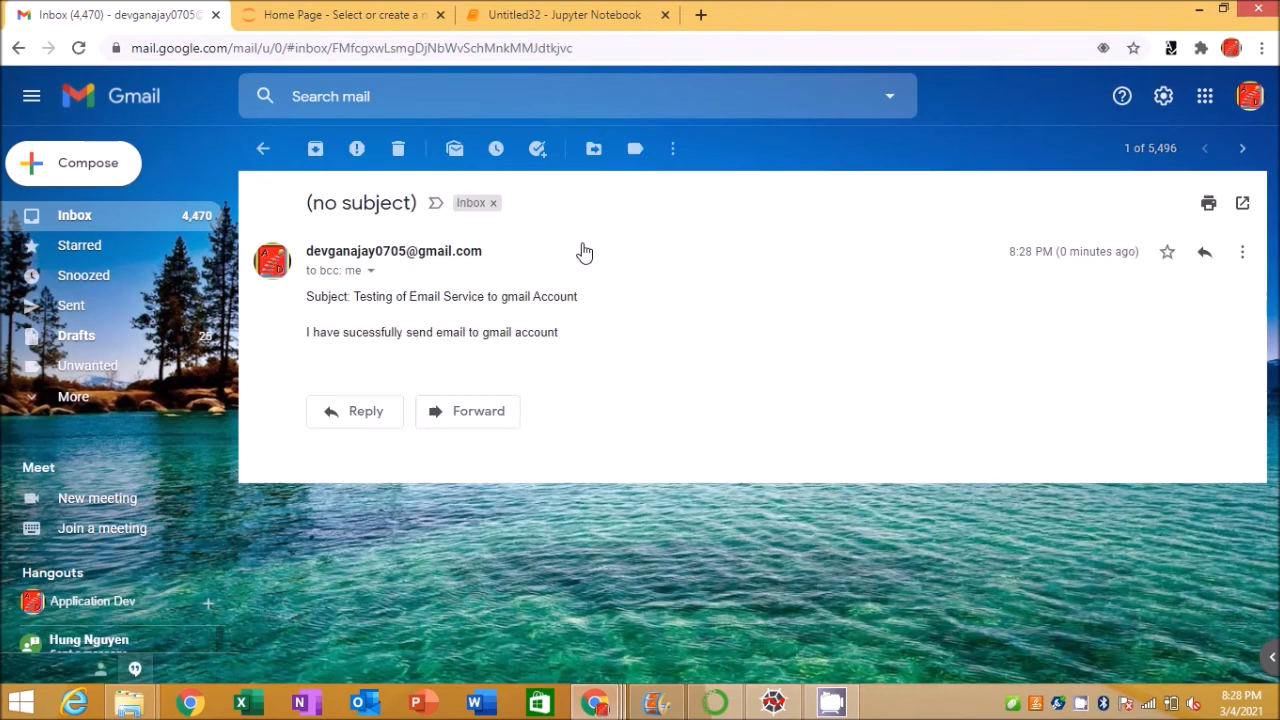 Inbox (4,470) - devganajay0705@
Home Page - Select or create a n
Untitled32 - Jupyter Notebook
mail.google.com/mail/u/0/#inbox/FMfcgxwLsmgDjNbWvSchMnkMMJdtkjvc
Gmail
Search mail
Compose
1 of 5,496
Inbox 4,470
Starred
Snoozed
Sent
Drafts 26
Unwanted
More
(no subject)
Inbox x
devganajay0705@gmail.com
8:28 PM (0 minutes ago)
to bcc: me
Subject: Testing of Email Service to gmail Account
I have sucessfully send email to gmail account
Reply
Forward
Meet
New meeting
Join a meeting
Hangouts
Application Dev
Hung Nguyen
8:28 PM
3/4/2021